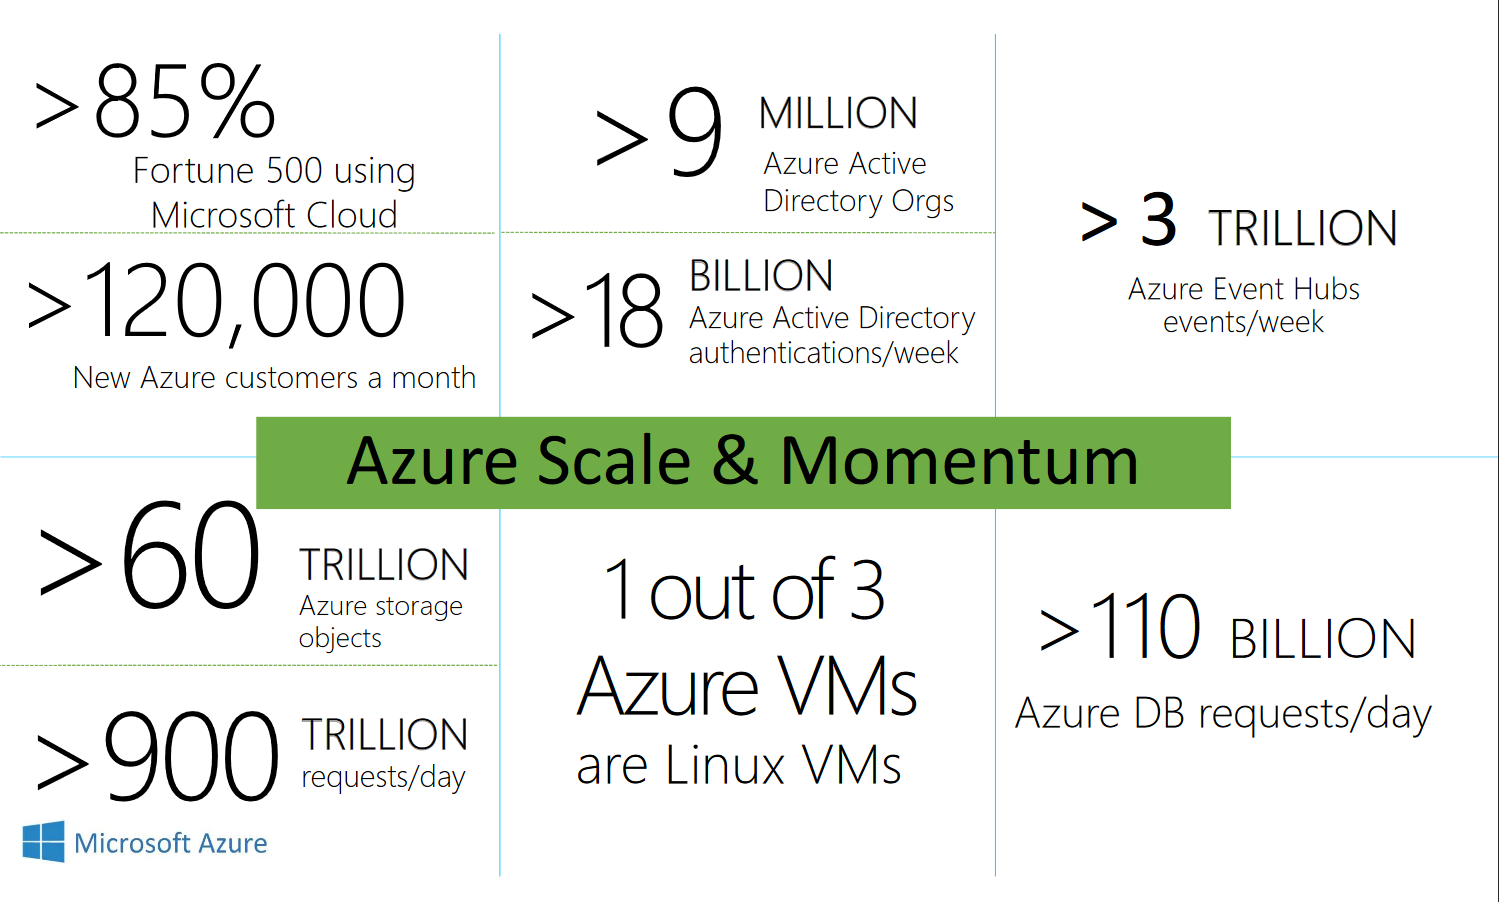 >85%
Fortune 500 using
Microsoft Cloud
>120,000
New Azure customers a month
>9 MILLION
Azure Active
Directory Orgs
>18 BILLION
Azure Active Directory
authentications/week
> 3 TRILLION
Azure Event Hubs
events/week
Azure Scale & Momentum
>60 TRILLION
Azure storage
objects
>900 TRILLION
requests/day
Microsoft Azure
1 out of 3
Azure VMs
are Linux VMs
>110 BILLION
Azure DB requests/day